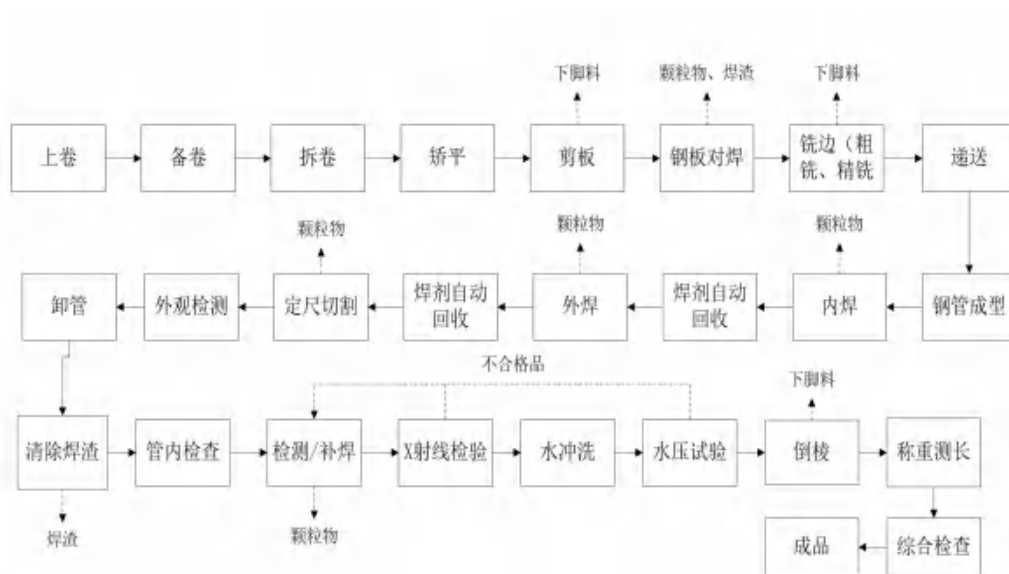 下脚料
颗粒物、焊渣
下脚料
上卷
备卷
拆卷
矫平
剪板
钢板对焊
铣边（粗
铣、精铣
递送
颗粒物
颗粒物
颗粒物
卸管
外观检测
定尺切割
焊剂自动
回收
外焊
焊剂自动
回收
内焊
钢管成型
不合格品
下脚料
清除焊渣
管内检查
检测/补焊
X射线检验
水冲洗
水压试验
倒棱
称重测长
焊渣
颗粒物
成品
综合检查